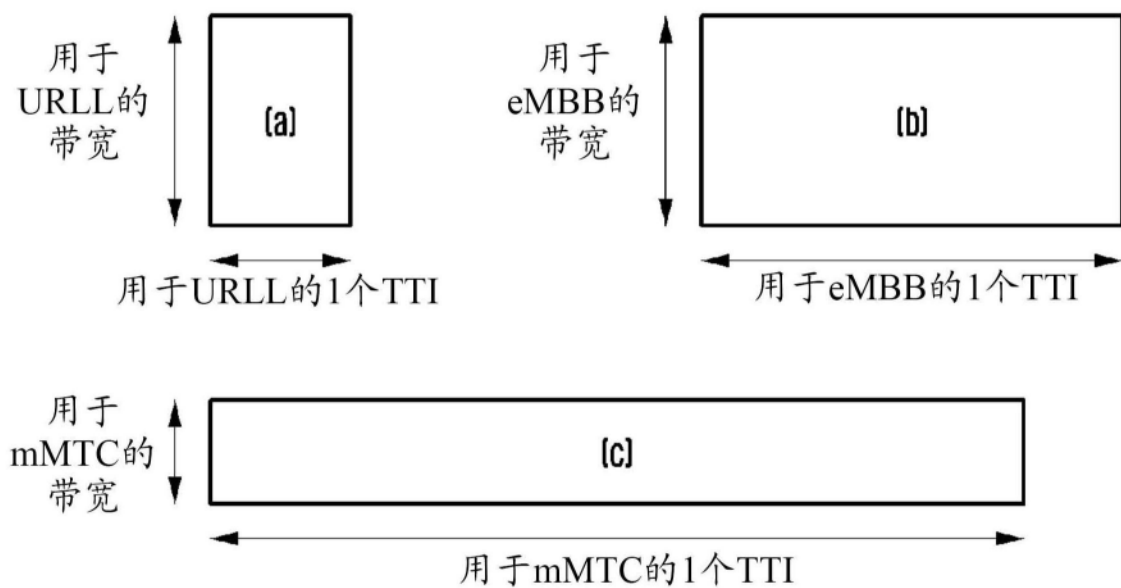 用于
URLL的
带宽
(a)
用于URLL的1个TTI
用于
eMBB的
带宽
(b)
用于eMBB的1个TTI
用于
mMTC的
带宽
(c)
用于mMTC的1个TTI